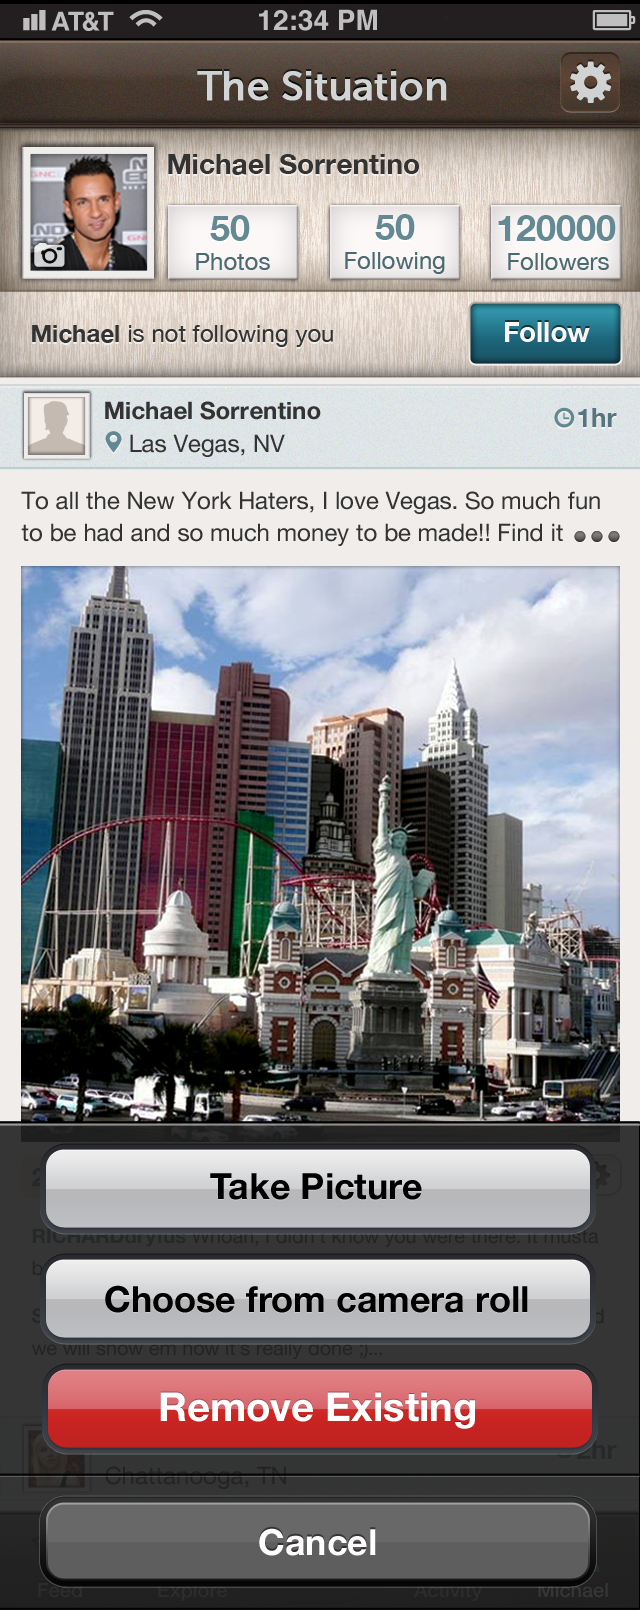 AT&T 12:34 PM
The Situation
Michael Sorrentino
50 50 120000
Photos Following Followers
Michael is not following you Follow
Michael Sorrentino 1hr
Las Vegas, NV
To all the New York Haters, I love Vegas. So much fun
to be had and so much money to be made!! Find it
Take Picture
RICHARDdryfus Whoah, I didn't know you were there. It musta
Choose from camera roll
we will show em how it's really done :)...
Remove Existing
2hr
Chattanooga, TN
Cancel
Feed Explore Activity Michael